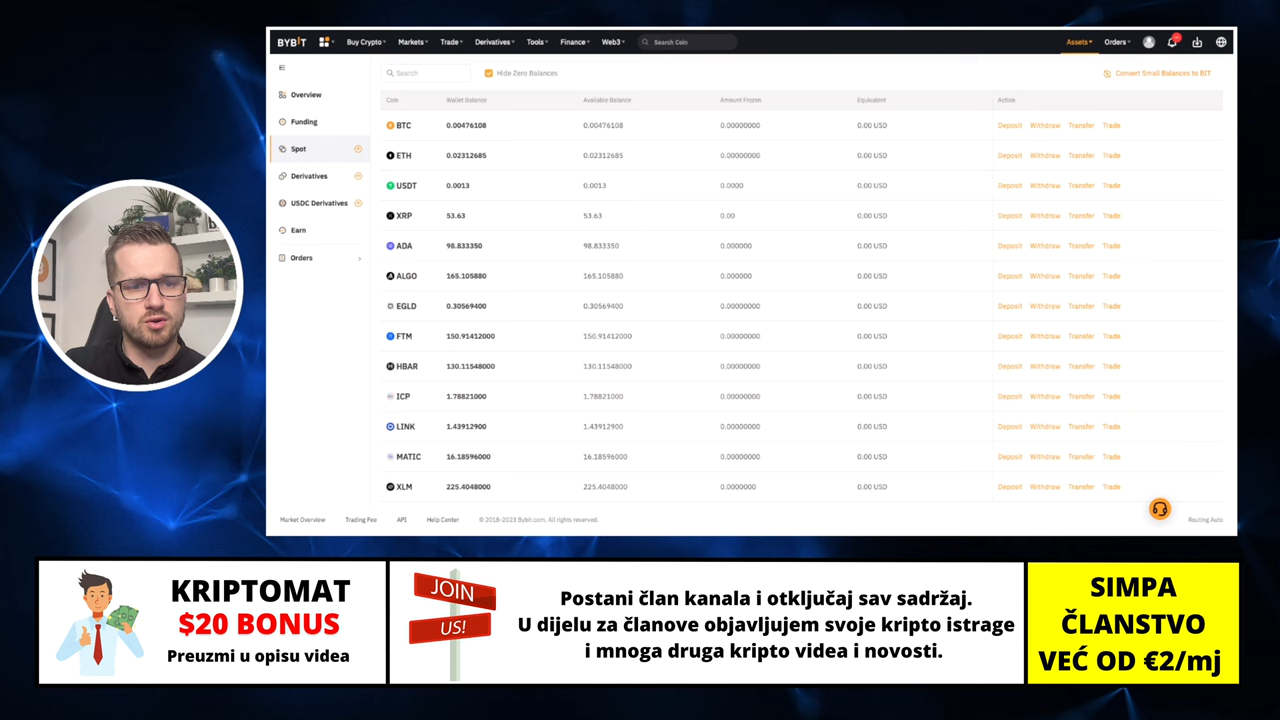 BYBIT Buy Crypto Markets Trade Derivatives Tools Finance Web3 Search Coin Assets Orders
Search Hide Zero Balances Convert Small Balances to BIT
Overview
Funding
Spot
Derivatives
USDC Derivatives
Earn
Orders
Coin Wallet Balance Available Balance Amount Frozen Equivalent Action
BTC 0.00476108 0.00476108 0.00000000 0.00 USD Deposit Withdraw Transfer Trade
ETH 0.02312685 0.02312685 0.00000000 0.00 USD Deposit Withdraw Transfer Trade
USDT 0.0013 0.0013 0.0000 0.00 USD Deposit Withdraw Transfer Trade
XRP 53.63 53.63 0.00 0.00 USD Deposit Withdraw Transfer Trade
ADA 98.833350 98.833350 0.000000 0.00 USD Deposit Withdraw Transfer Trade
ALGO 165.105880 165.105880 0.000000 0.00 USD Deposit Withdraw Transfer Trade
EGLD 0.30569400 0.30569400 0.00000000 0.00 USD Deposit Withdraw Transfer Trade
FTM 150.91412000 150.91412000 0.00000000 0.00 USD Deposit Withdraw Transfer Trade
HBAR 130.11548000 130.11548000 0.00000000 0.00 USD Deposit Withdraw Transfer Trade
ICP 1.78821000 1.78821000 0.00000000 0.00 USD Deposit Withdraw Transfer Trade
LINK 1.43912900 1.43912900 0.00000000 0.00 USD Deposit Withdraw Transfer Trade
MATIC 16.18596000 16.18596000 0.00000000 0.00 USD Deposit Withdraw Transfer Trade
XLM 225.4048000 225.4048000 0.0000000 0.00 USD Deposit Withdraw Transfer Trade
Market Overview Trading Fee API Help Center © 2018-2023 Bybit.com. All rights reserved. Routing Auto
KRIPTOMAT
$20 BONUS
Preuzmi u opisu videa
JOIN
US!
Postani član kanala i otključaj sav sadržaj.
U dijelu za članove objavljujem svoje kripto istrage
i mnoga druga kripto videa i novosti.
SIMPA
ČLANSTVO
VEĆ OD €2/mj